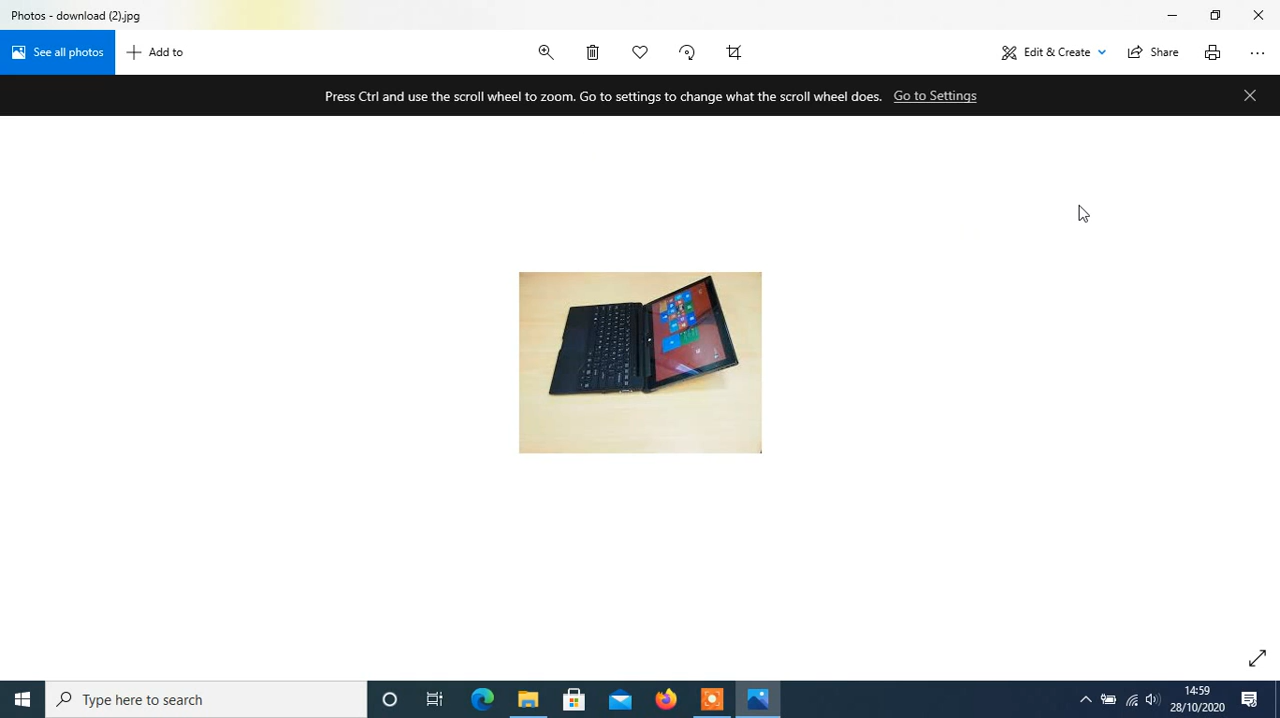 Photos - download (2).jpg
See all photos
Add to
Edit & Create
Share
Press Ctrl and use the scroll wheel to zoom. Go to settings to change what the scroll wheel does. Go to Settings
Type here to search
14:59
28/10/2020